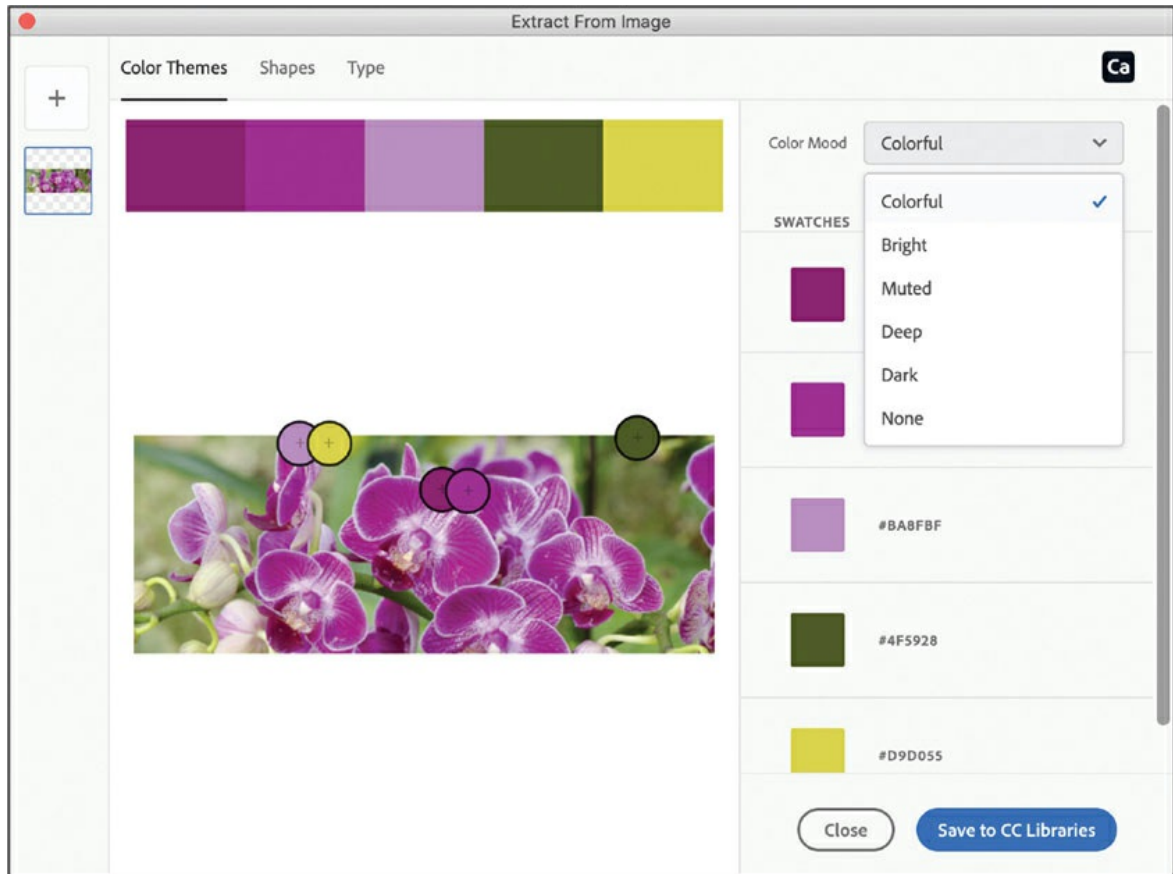 Extract From Image
Color Themes Shapes Type
Ca
Color Mood Colorful
Colorful
SWATCHES
Bright
Muted
Deep
Dark
None
#BA8FBF
#4F5928
#D9D055
Close Save to CC Libraries